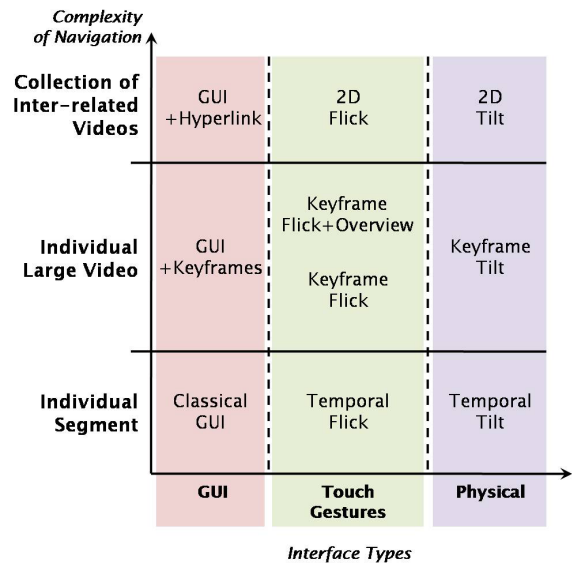 Complexity
of Navigation
Collection of
Inter-related
Videos
GUI
+Hyperlink
2D
Flick
2D
Tilt
Individual
Large Video
GUI
+Keyframes
Keyframe
Flick+Overview
Keyframe
Flick
Keyframe
Tilt
Individual
Segment
Classical
GUI
Temporal
Flick
Temporal
Tilt
GUI
Touch
Gestures
Physical
Interface Types